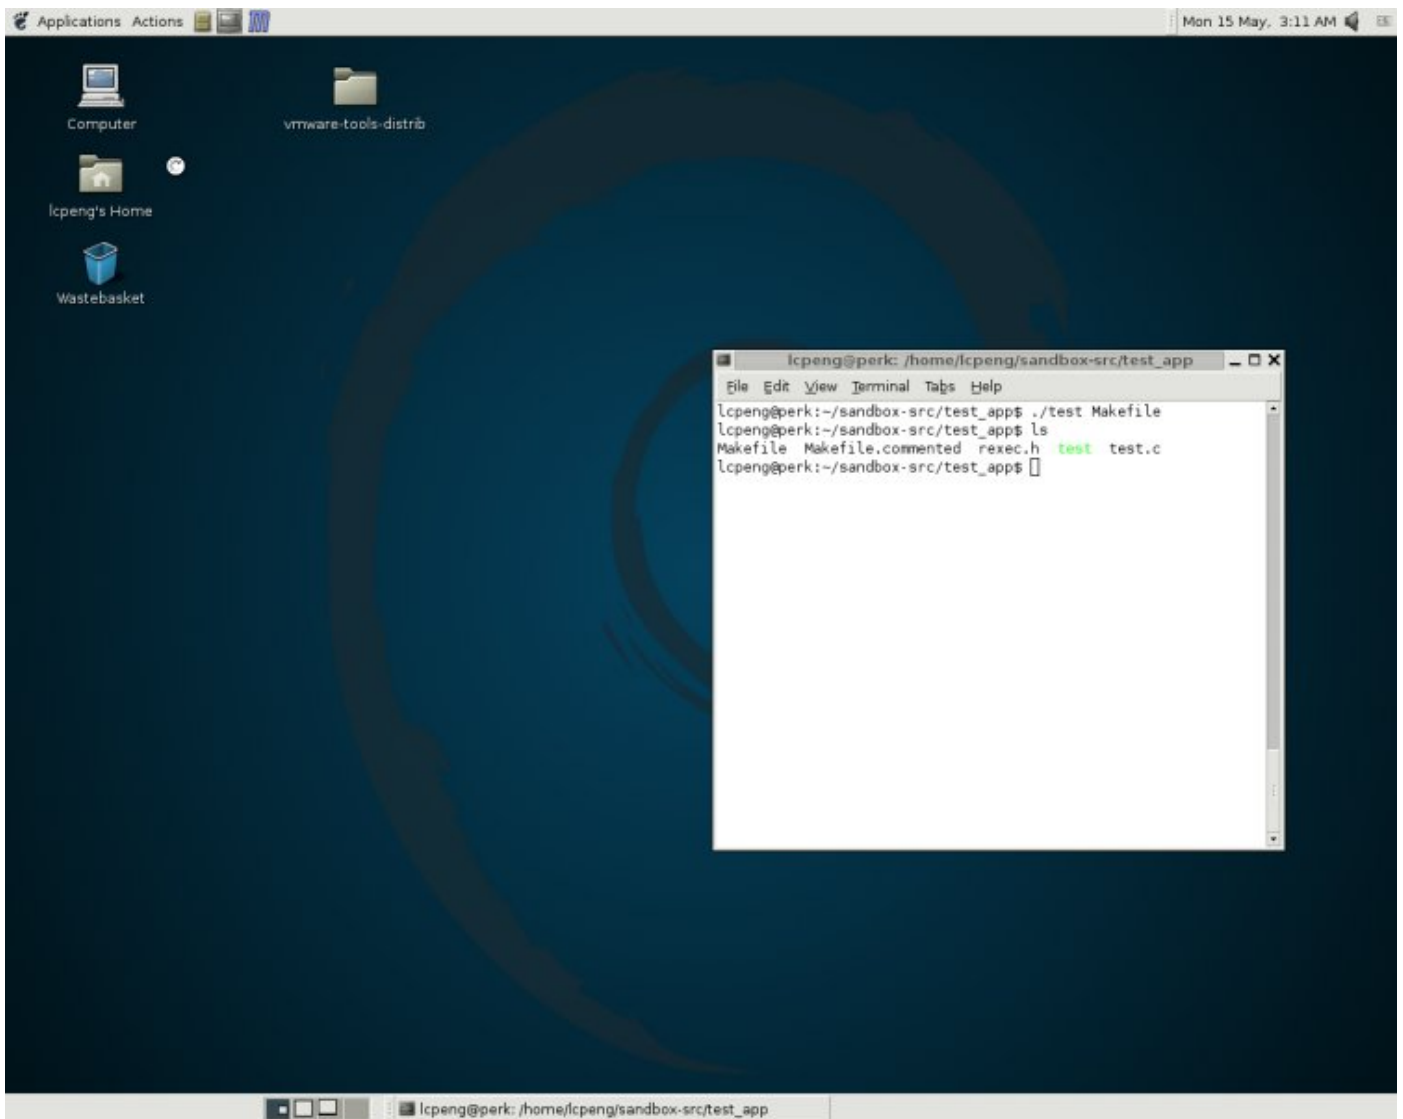 Applications Actions
Mon 15 May, 3:11 AM
Computer
vmware-tools-distrib
lcpeng's Home
Wastebasket
lcpeng@perk: /home/lcpeng/sandbox-src/test_app
File Edit View Terminal Tabs Help
lcpeng@perk:~/sandbox-src/test_app$ ./test Makefile
lcpeng@perk:~/sandbox-src/test_app$ ls
Makefile Makefile.commented rexec.h test test.c
lcpeng@perk:~/sandbox-src/test_app$
lcpeng@perk: /home/lcpeng/sandbox-src/test_app